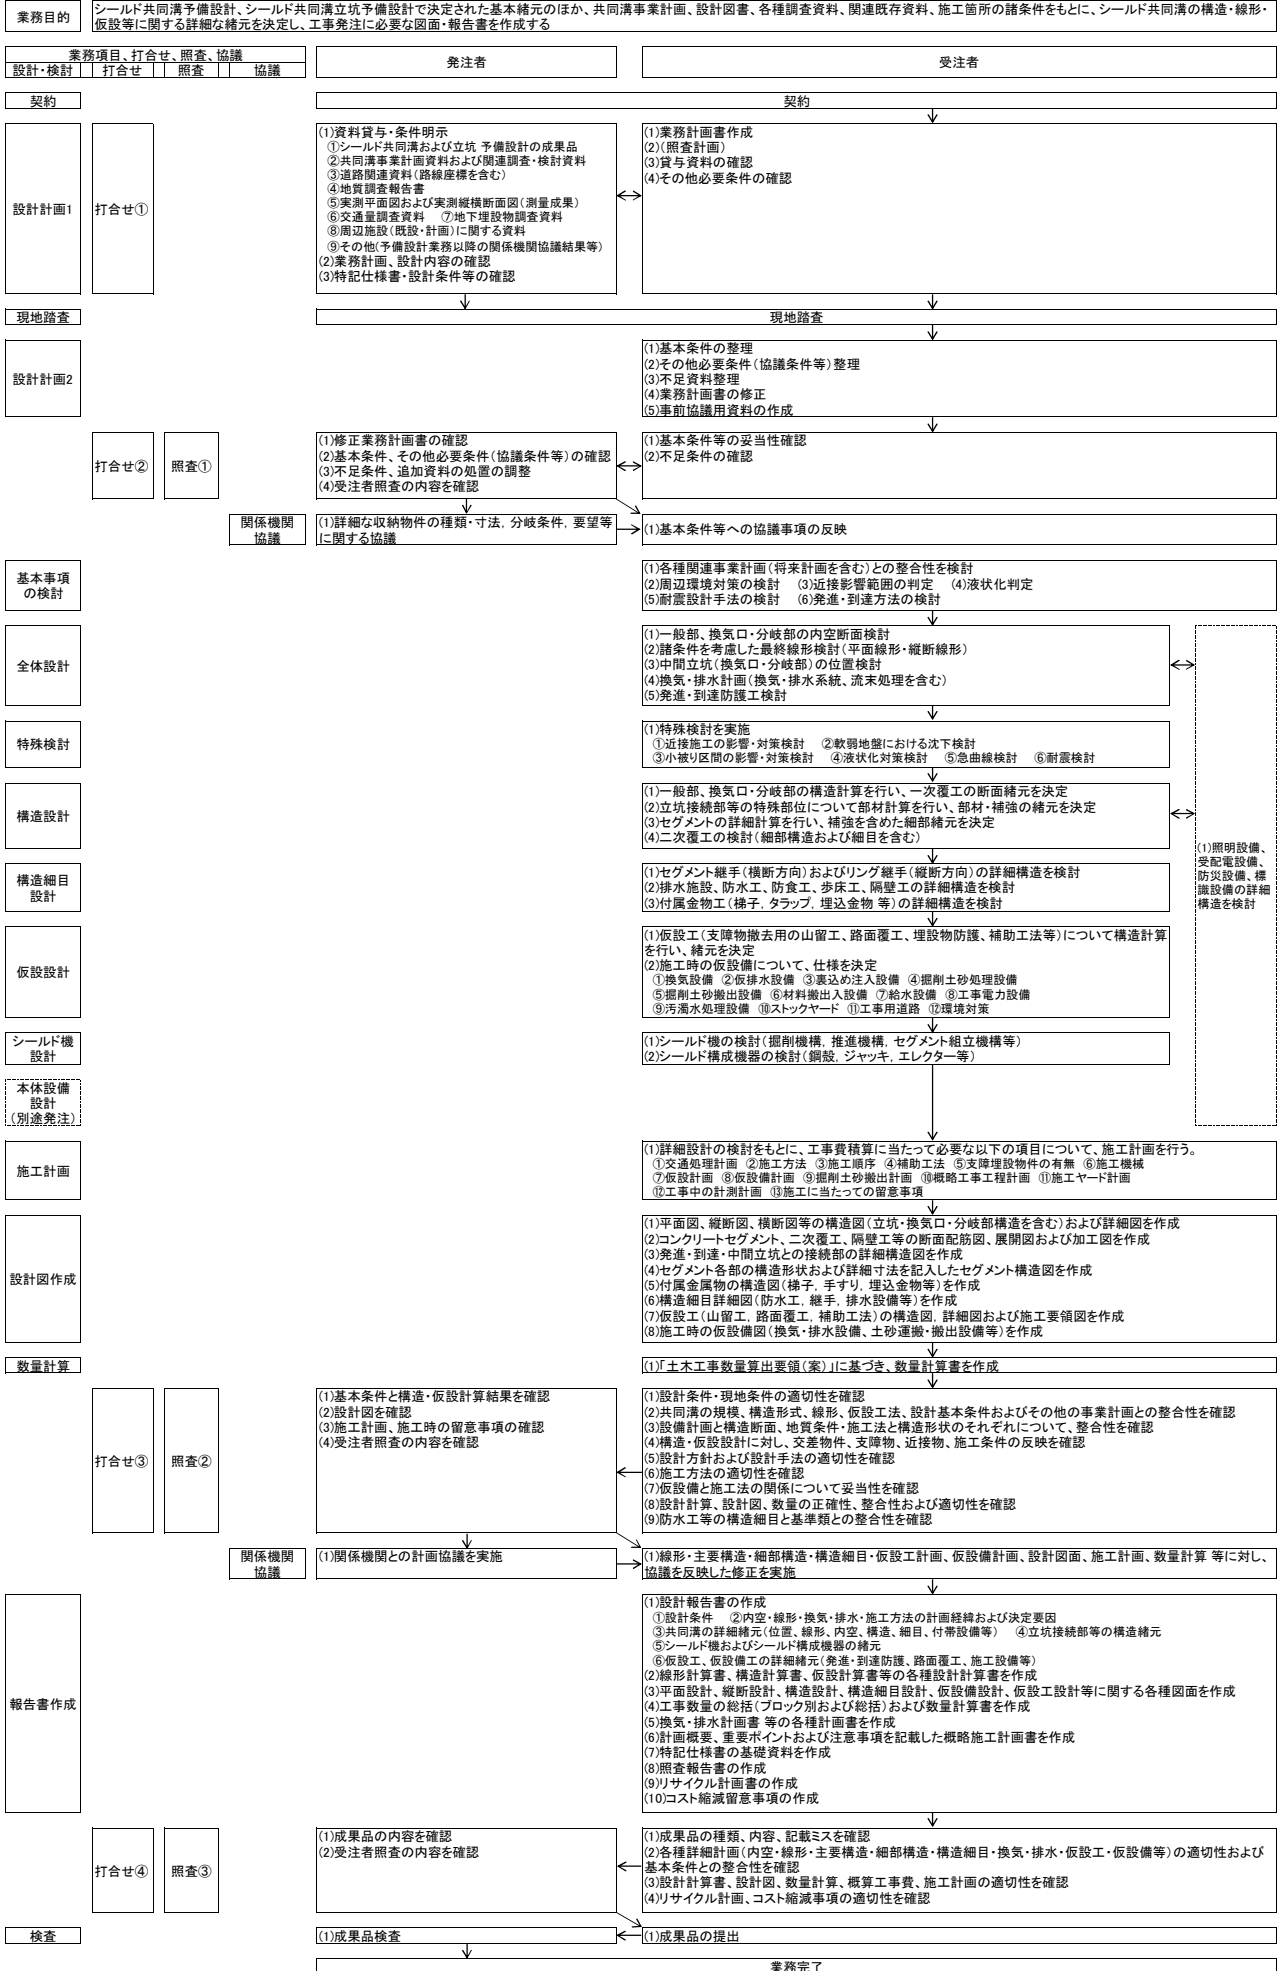 業務目的
シールド共同溝予備設計、シールド共同溝立坑予備設計で決定された基本緒元のほか、共同溝事業計画、設計図書、各種調査資料、関連既存資料、施工箇所の諸条件をもとに、シールド共同溝の構造・線形・
仮設等に関する詳細な緒元を決定し、工事発注に必要な図面・報告書を作成する
業務項目、打合せ、照査、協議
設計・検討 打合せ 照査 協議
発注者
受注者
契約
契約
設計計画1
打合せ①
(1)資料貸与・条件明示
①シールド共同溝および立坑 予備設計の成果品
②共同溝事業計画資料および関連調査・検討資料
③道路関連資料(路線座標を含む)
④地質調査報告書
⑤実測平面図および実測縦横断面図(測量成果)
⑥交通量調査資料 ⑦地下埋設物調査資料
⑧周辺施設(既設・計画)に関する資料
⑨その他(予備設計業務以降の関係機関協議結果等)
(2)業務計画、設計内容の確認
(3)特記仕様書・設計条件等の確認
(1)業務計画書作成
(2)(照査計画)
(3)貸与資料の確認
(4)その他必要条件の確認
現地踏査
現地踏査
設計計画2
(1)基本条件の整理
(2)その他必要条件(協議条件等)整理
(3)不足資料整理
(4)業務計画書の修正
(5)事前協議用資料の作成
打合せ②
照査①
(1)修正業務計画書の確認
(2)基本条件、その他必要条件(協議条件等)の確認
(3)不足条件、追加資料の処置の調整
(4)受注者照査の内容を確認
(1)基本条件等の妥当性確認
(2)不足条件の確認
関係機関
協議
(1)詳細な収納物件の種類・寸法, 分岐条件, 要望等
に関する協議
(1)基本条件等への協議事項の反映
基本事項
の検討
(1)各種関連事業計画(将来計画を含む)との整合性を検討
(2)周辺環境対策の検討 (3)近接影響範囲の判定 (4)液状化判定
(5)耐震設計手法の検討 (6)発進・到達方法の検討
全体設計
(1)一般部、換気口・分岐部の内空断面検討
(2)諸条件を考慮した最終線形検討(平面線形・縦断線形)
(3)中間立坑(換気口・分岐部)の位置検討
(4)換気・排水計画(換気・排水系統、流末処理を含む)
(5)発進・到達防護工検討
特殊検討
(1)特殊検討を実施
①近接施工の影響・対策検討 ②軟弱地盤における沈下検討
③小被り区間の影響・対策検討 ④液状化対策検討 ⑤急曲線検討 ⑥耐震検討
構造設計
(1)一般部、換気口・分岐部の構造計算を行い、一次覆工の断面緒元を決定
(2)立坑接続部等の特殊部位について部材計算を行い、部材・補強の緒元を決定
(3)セグメントの詳細計算を行い、補強を含めた細部緒元を決定
(4)二次覆工の検討(細部構造および細目を含む)
(1)照明設備、
受配電設備、
防災設備、標
識設備の詳細
構造を検討
構造細目
設計
(1)セグメント継手(横断方向)およびリング継手(縦断方向)の詳細構造を検討
(2)排水施設、防水工、防食工、歩床工、隔壁工の詳細構造を検討
(3)付属金物工(梯子, タラップ, 埋込金物 等)の詳細構造を検討
仮設設計
(1)仮設工(支障物撤去用の山留工、路面覆工、埋設物防護、補助工法等)について構造計算
を行い、緒元を決定
(2)施工時の仮設備について、仕様を決定
①換気設備 ②仮排水設備 ③裏込め注入設備 ④掘削土砂処理設備
⑤掘削土砂搬出設備 ⑥材料搬出入設備 ⑦給水設備 ⑧工事電力設備
⑨汚濁水処理設備 ⑩ストックヤード ⑪工事用道路 ⑫環境対策
シールド機
設計
(1)シールド機の検討(掘削機構, 推進機構, セグメント組立機構等)
(2)シールド構成機器の検討(鋼殻, ジャッキ, エレクター等)
本体設備
設計
(別途発注)
施工計画
(1)詳細設計の検討をもとに、工事費積算に当たって必要な以下の項目について、施工計画を行う。
①交通処理計画 ②施工方法 ③施工順序 ④補助工法 ⑤支障埋設物件の有無 ⑥施工機械
⑦仮設計画 ⑧仮設備計画 ⑨掘削土砂搬出計画 ⑩概略工事工程計画 ⑪施工ヤード計画
⑫工事中の計測計画 ⑬施工に当たっての留意事項
設計図作成
(1)平面図、縦断図、横断図等の構造図(立坑・換気口・分岐部構造を含む)および詳細図を作成
(2)コンクリートセグメント、二次覆工、隔壁工等の断面配筋図、展開図および加工図を作成
(3)発進・到達・中間立坑との接続部の詳細構造図を作成
(4)セグメント各部の構造形状および詳細寸法を記入したセグメント構造図を作成
(5)付属金属物の構造図(梯子, 手すり, 埋込金物等)を作成
(6)構造細目詳細図(防水工, 継手, 排水設備等)を作成
(7)仮設工(山留工, 路面覆工, 補助工法)の構造図, 詳細図および施工要領図を作成
(8)施工時の仮設備図(換気・排水設備、土砂運搬・搬出設備等)を作成
数量計算
(1)「土木工事数量算出要領(案)」に基づき、数量計算書を作成
打合せ③
照査②
(1)基本条件と構造・仮設計算結果を確認
(2)設計図を確認
(3)施工計画、施工時の留意事項の確認
(4)受注者照査の内容を確認
(1)設計条件・現地条件の適切性を確認
(2)共同溝の規模、構造形式、線形、仮設工法、設計基本条件およびその他の事業計画との整合性を確認
(3)設備計画と構造断面、地質条件・施工法と構造形状のそれぞれについて、整合性を確認
(4)構造・仮設設計に対し、交差物件、支障物、近接物、施工条件の反映を確認
(5)設計方針および設計手法の適切性を確認
(6)施工方法の適切性を確認
(7)仮設備と施工法の関係について妥当性を確認
(8)設計計算、設計図、数量の正確性、整合性および適切性を確認
(9)防水工等の構造細目と基準類との整合性を確認
関係機関
協議
(1)関係機関との計画協議を実施
(1)線形・主要構造・細部構造・構造細目・仮設工計画、仮設備計画、設計図面、施工計画、数量計算 等に対し、
協議を反映した修正を実施
報告書作成
(1)設計報告書の作成
①設計条件 ②内空・線形・換気・排水・施工方法の計画経緯および決定要因
③共同溝の詳細緒元(位置、線形、内空、構造、細目、付帯設備等) ④立坑接続部等の構造緒元
⑤シールド機およびシールド構成機器の緒元
⑥仮設工、仮設備工の詳細緒元(発進・到達防護、路面覆工、施工設備等)
(2)線形計算書、構造計算書、仮設計算書等の各種設計計算書を作成
(3)平面設計、縦断設計、構造設計、構造細目設計、仮設備設計、仮設工設計等に関する各種図面を作成
(4)工事数量の総括(ブロック別および総括)および数量計算書を作成
(5)換気・排水計画書 等の各種計画書を作成
(6)計画概要、重要ポイントおよび注意事項を記載した概略施工計画書を作成
(7)特記仕様書の基礎資料を作成
(8)照査報告書の作成
(9)リサイクル計画書の作成
(10)コスト縮減留意事項の作成
打合せ④
照査③
(1)成果品の内容を確認
(2)受注者照査の内容を確認
(1)成果品の種類、内容、記載ミスを確認
(2)各種詳細計画(内空・線形・主要構造・細部構造・構造細目・換気・排水・仮設工・仮設備等)の適切性および
基本条件との整合性を確認
(3)設計計算書、設計図、数量計算、概算工事費、施工計画の適切性を確認
(4)リサイクル計画、コスト縮減事項の適切性を確認
検査
(1)成果品検査
(1)成果品の提出
業務完了